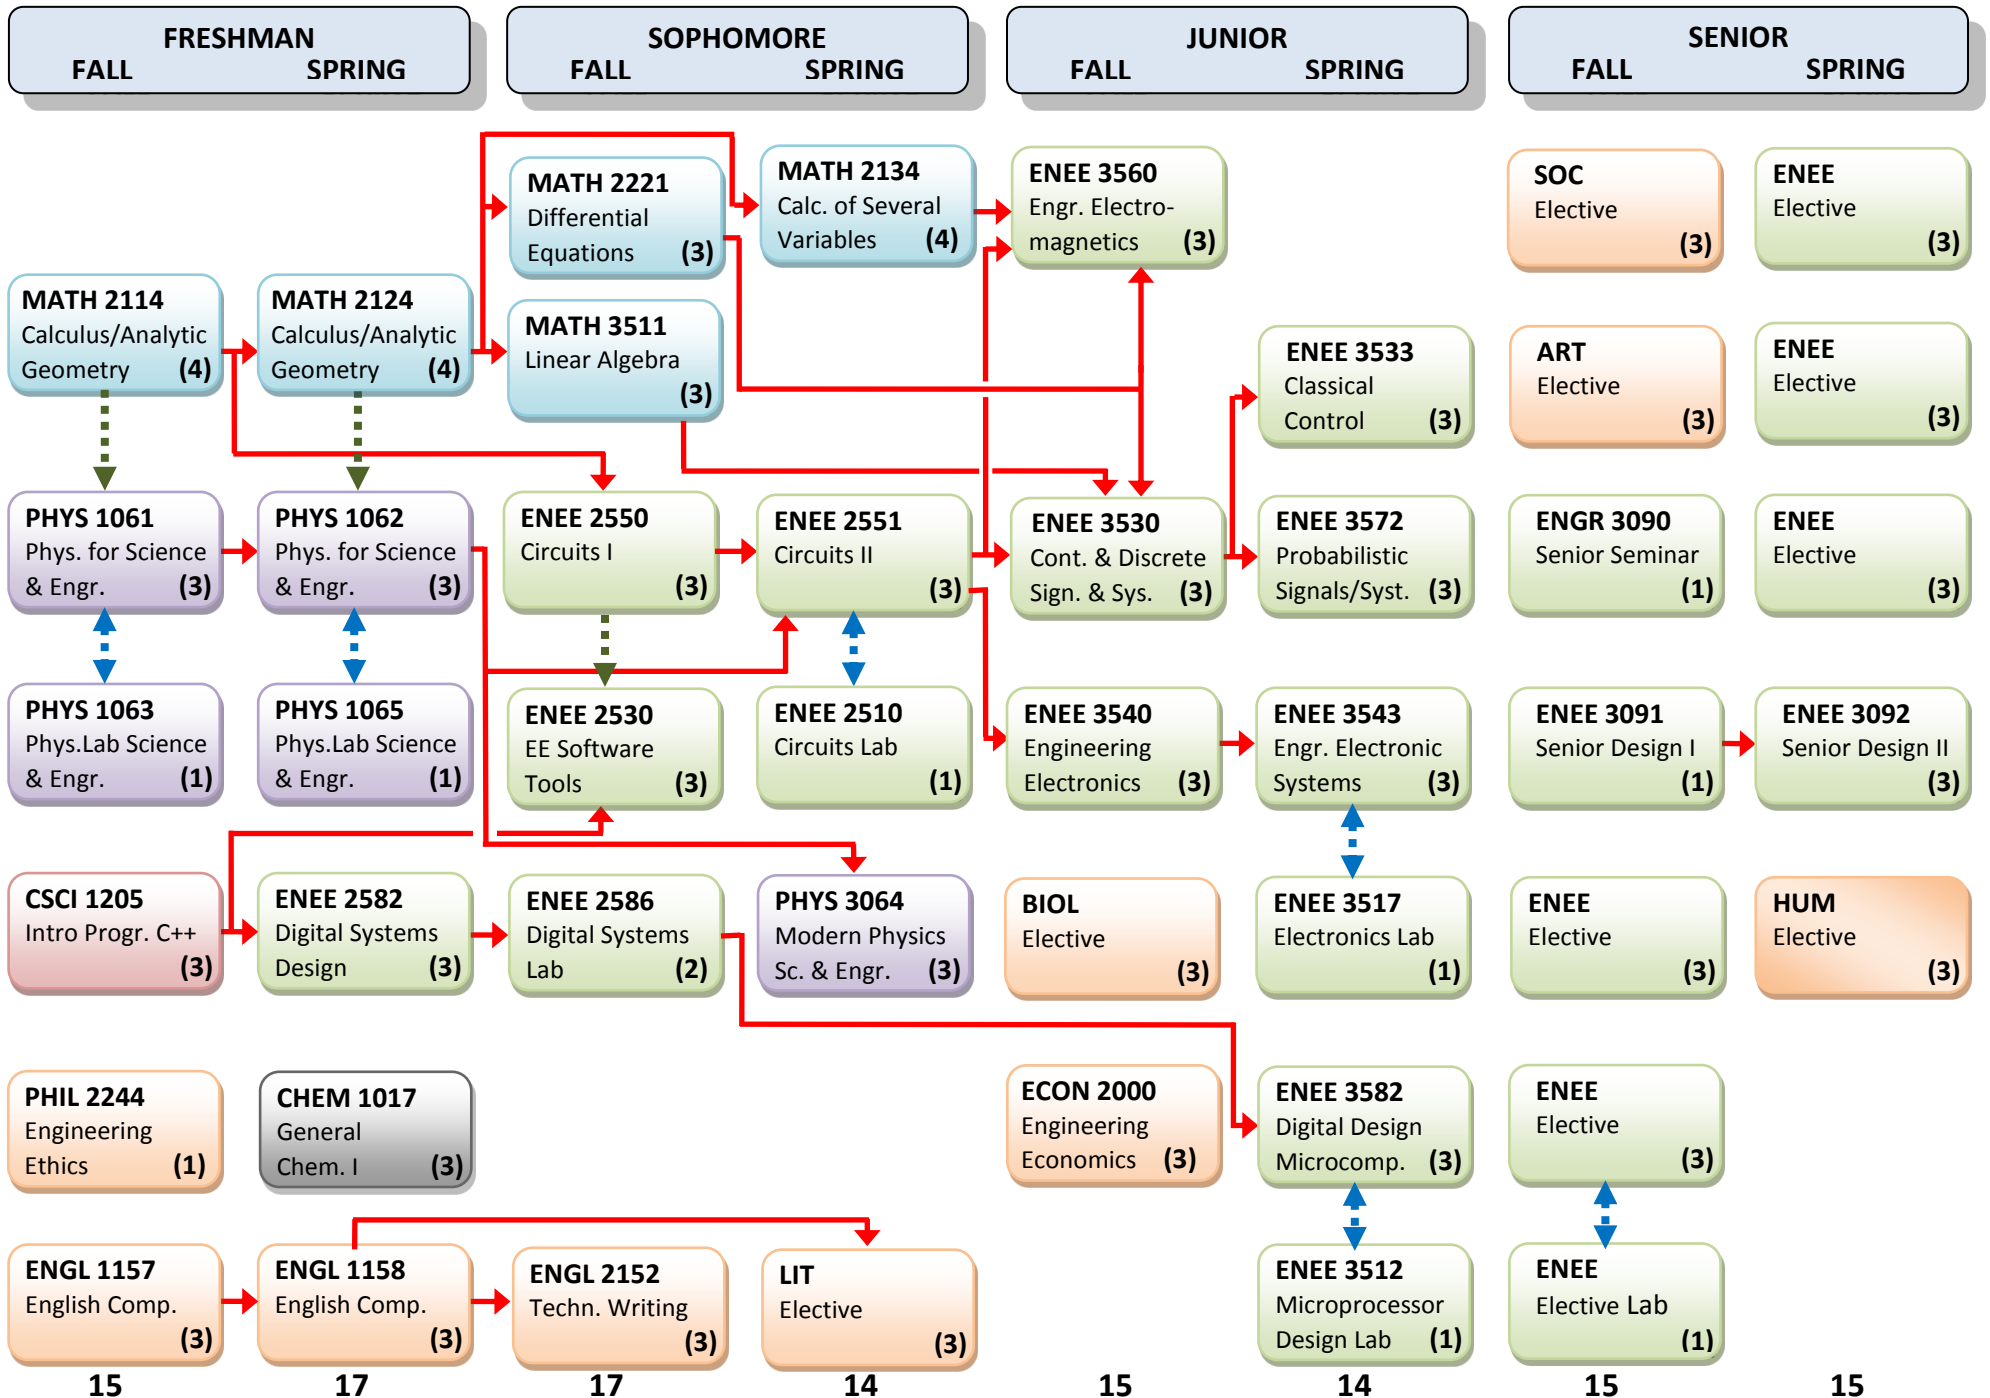 FRESHMAN
FALL SPRING
SOPHOMORE
FALL SPRING
JUNIOR
FALL SPRING
SENIOR
FALL SPRING
MATH 2221
Differential
Equations (3)
MATH 2134
Calc. of Several
Variables (4)
ENEE 3560
Engr. Electro-
magnetics (3)
SOC
Elective
(3)
ENEE
Elective
(3)
MATH 2114
Calculus/Analytic
Geometry (4)
MATH 2124
Calculus/Analytic
Geometry (4)
MATH 3511
Linear Algebra
(3)
ENEE 3533
Classical
Control (3)
ART
Elective
(3)
ENEE
Elective
(3)
PHYS 1061
Phys. for Science
& Engr. (3)
PHYS 1062
Phys. for Science
& Engr. (3)
ENEE 2550
Circuits I
(3)
ENEE 2551
Circuits II
(3)
ENEE 3530
Cont. & Discrete
Sign. & Sys. (3)
ENEE 3572
Probabilistic
Signals/Syst. (3)
ENGR 3090
Senior Seminar
(1)
ENEE
Elective
(3)
PHYS 1063
Phys.Lab Science
& Engr. (1)
PHYS 1065
Phys.Lab Science
& Engr. (1)
ENEE 2530
EE Software
Tools (3)
ENEE 2510
Circuits Lab
(1)
ENEE 3540
Engineering
Electronics (3)
ENEE 3543
Engr. Electronic
Systems (3)
ENEE 3091
Senior Design I
(1)
ENEE 3092
Senior Design II
(3)
CSCI 1205
Intro Progr. C++
(3)
ENEE 2582
Digital Systems
Design (3)
ENEE 2586
Digital Systems
Lab (2)
PHYS 3064
Modern Physics
Sc. & Engr. (3)
BIOL
Elective
(3)
ENEE 3517
Electronics Lab
(1)
ENEE
Elective
(3)
HUM
Elective
(3)
PHIL 2244
Engineering
Ethics (1)
CHEM 1017
General
Chem. I (3)
ECON 2000
Engineering
Economics (3)
ENEE 3582
Digital Design
Microcomp. (3)
ENEE
Elective
(3)
ENGL 1157
English Comp.
(3)
ENGL 1158
English Comp.
(3)
ENGL 2152
Techn. Writing
(3)
LIT
Elective
(3)
ENEE 3512
Microprocessor
Design Lab (1)
ENEE
Elective Lab
(1)
15 17 17 14 15 14 15 15